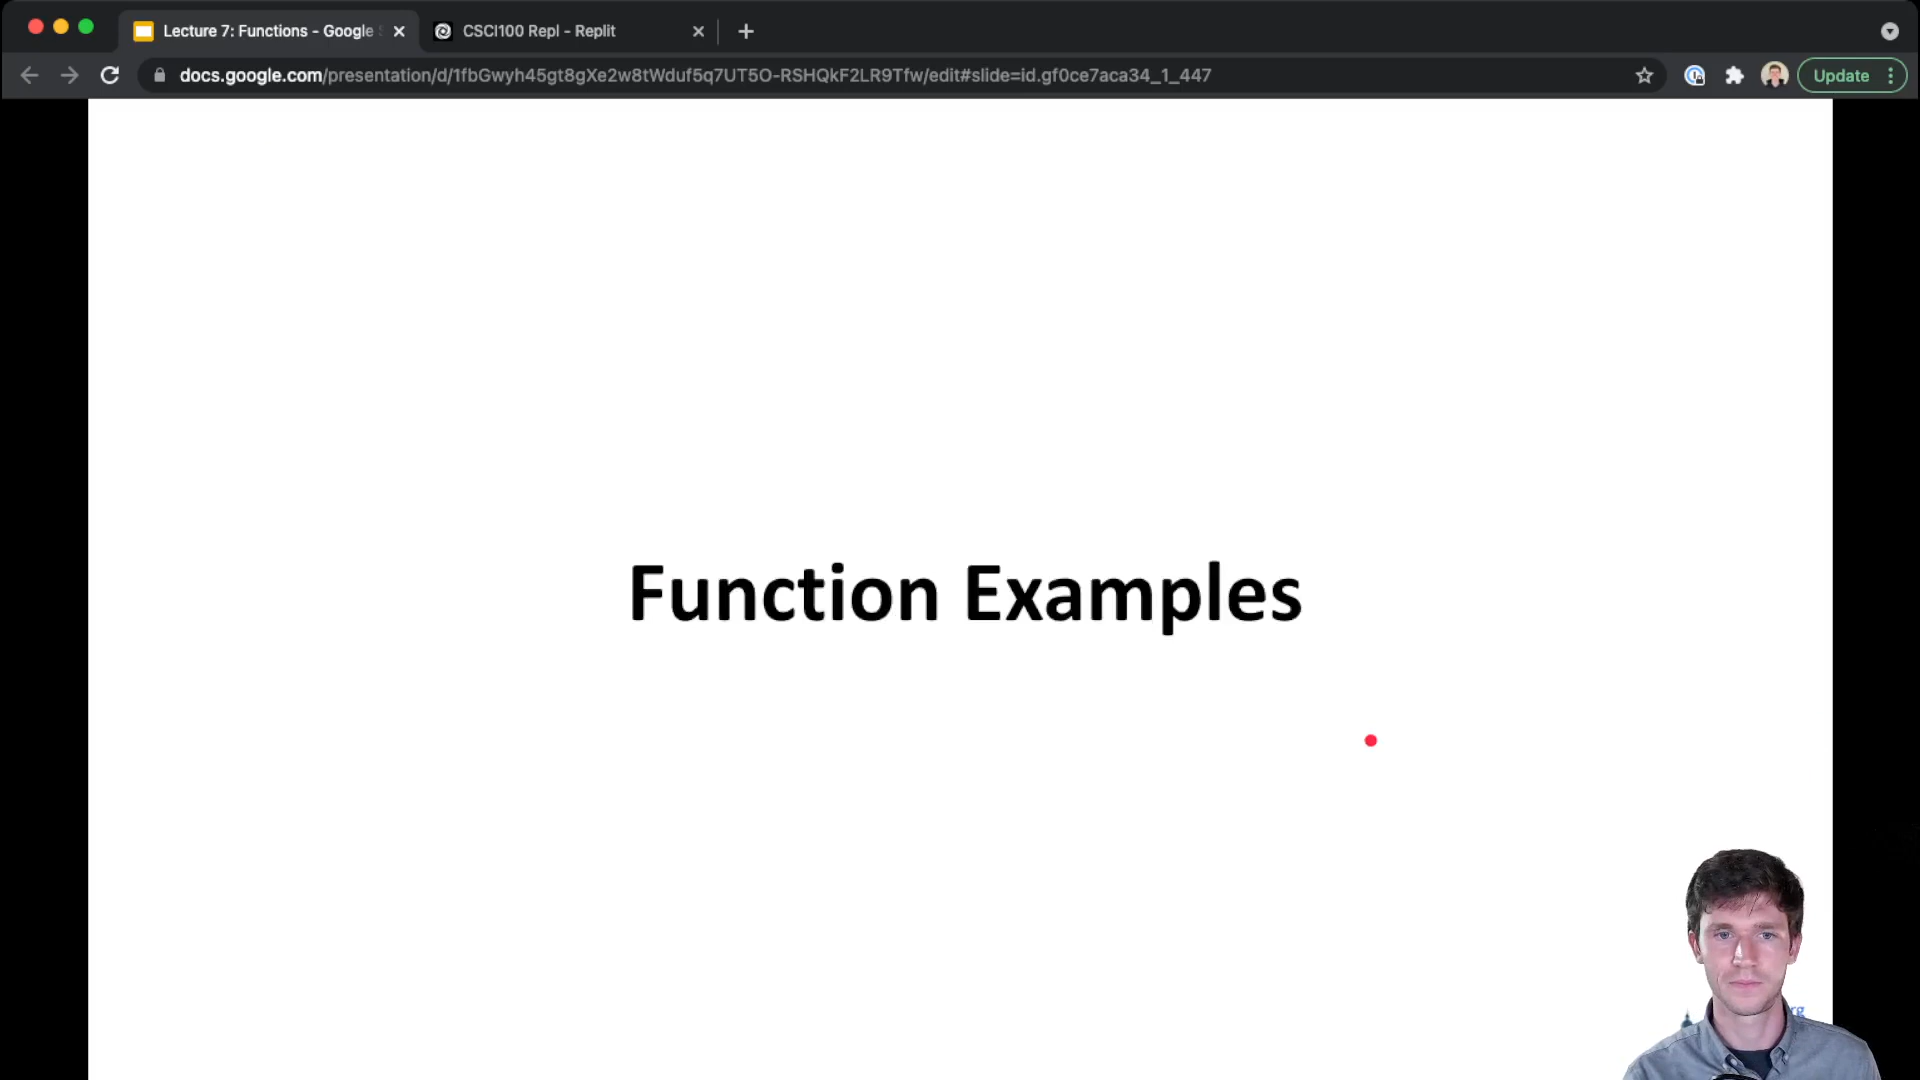 Lecture 7: Functions - Google
CSCI100 Repl - Replit
docs.google.com/presentation/d/1fbGwyh45gt8gXe2w8tWduf5q7UT5O-RSHQkF2LR9Tfw/edit#slide=id.gf0ce7aca34_1_447
Update
Function Examples